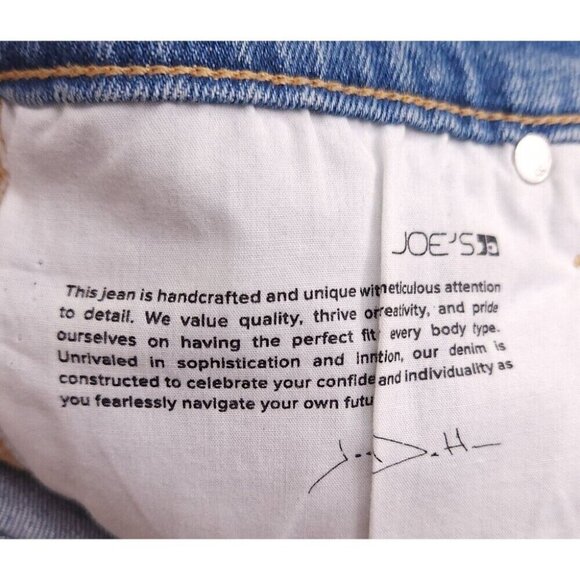 JOE'S
This jean is handcrafted and unique wit eticulous attention
to detail. We value quality, thrive or reativity, and pride
ourselves on having the perfect fit every body type.
Unrivaled in sophistication and inn tion, our denim is
constructed to celebrate your confide and individuality as
you fearlessly navigate your own futu